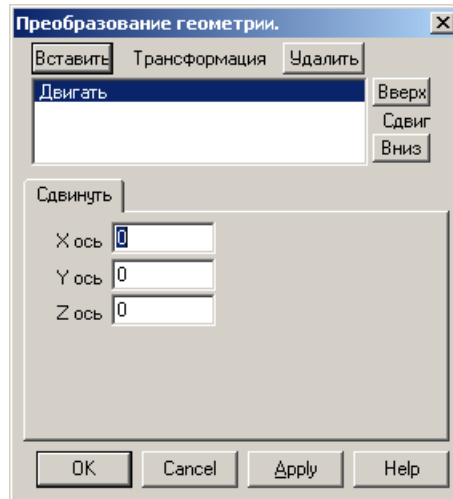 Преобразование геометрии.
Вставить Трансформация Удалить
Двигать
Вверх
Сдвиг
Вниз
Сдвинуть
X ось 0
Y ось 0
Z ось 0
OK Cancel Apply Help